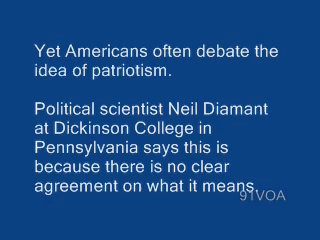 Yet Americans often debate the
idea of patriotism.
Political scientist Neil Diamant
at Dickinson College in
Pennsylvania says this is
because there is no clear
agreement on what it means.
91VOA